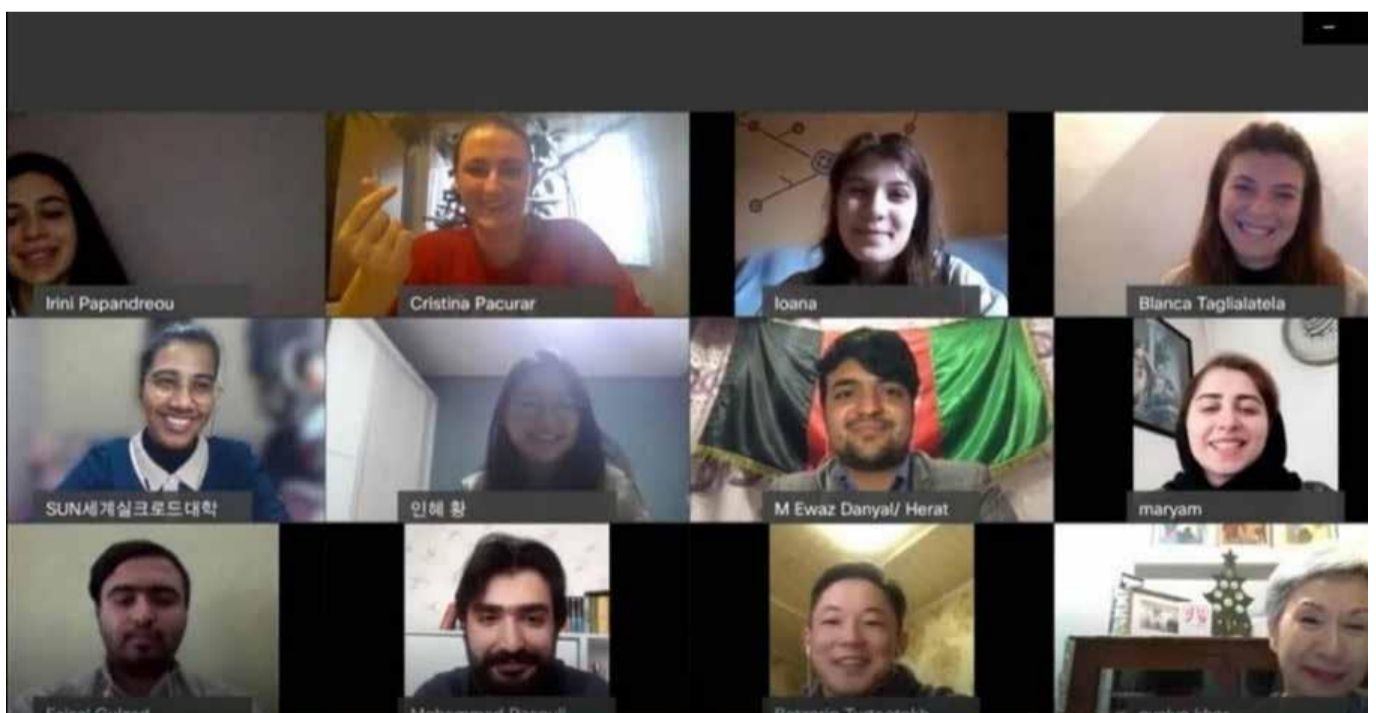 Irini Papandreou
Cristina Pacurar
Ioana
Blanca Taglialatela
SUN세계실크로드대학
인혜 황
M Ewaz Danyal/ Herat
maryam
Mohammad